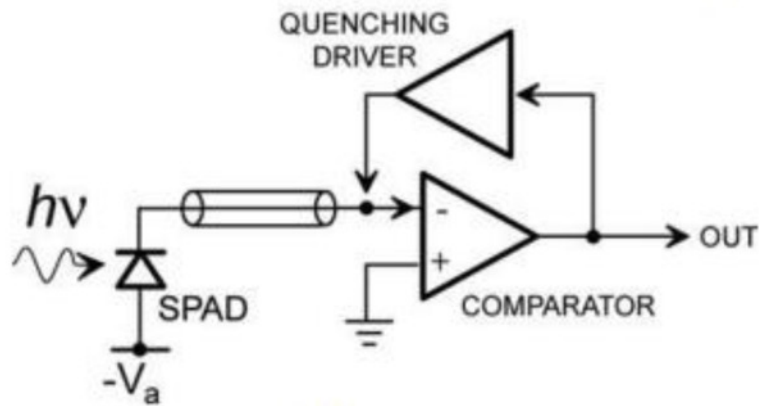 QUENCHING
DRIVER
hν
-
+
OUT
SPAD
COMPARATOR
-Vₐ